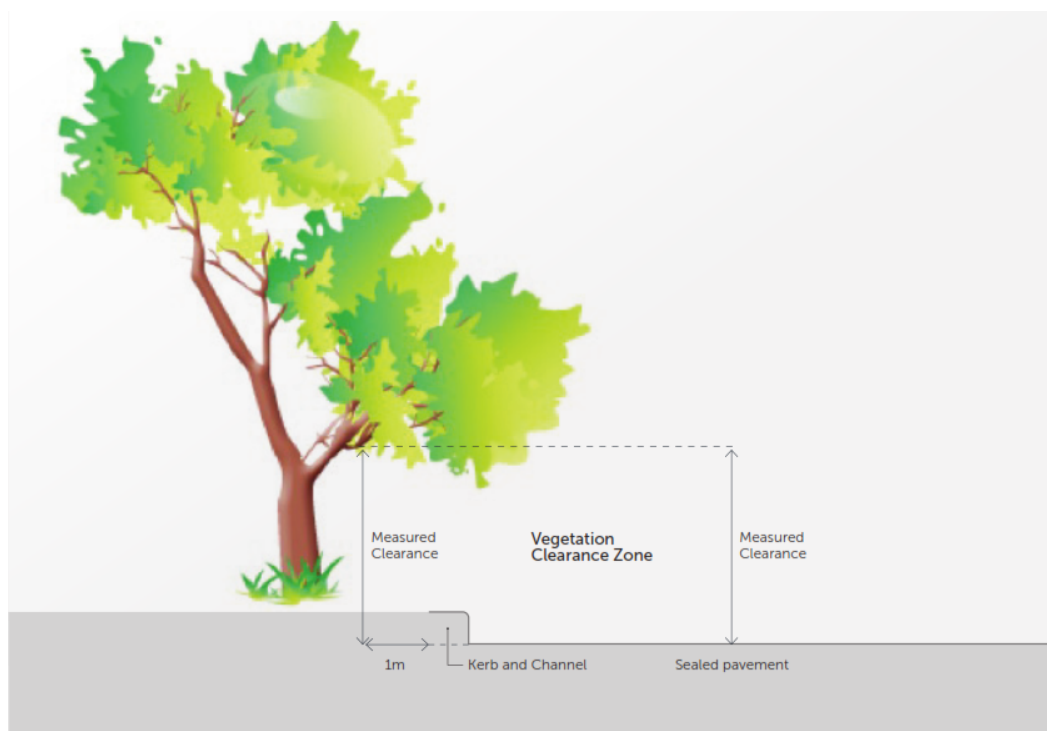 Measured
Clearance
Vegetation
Clearance Zone
Measured
Clearance
1m
Kerb and Channel
Sealed pavement